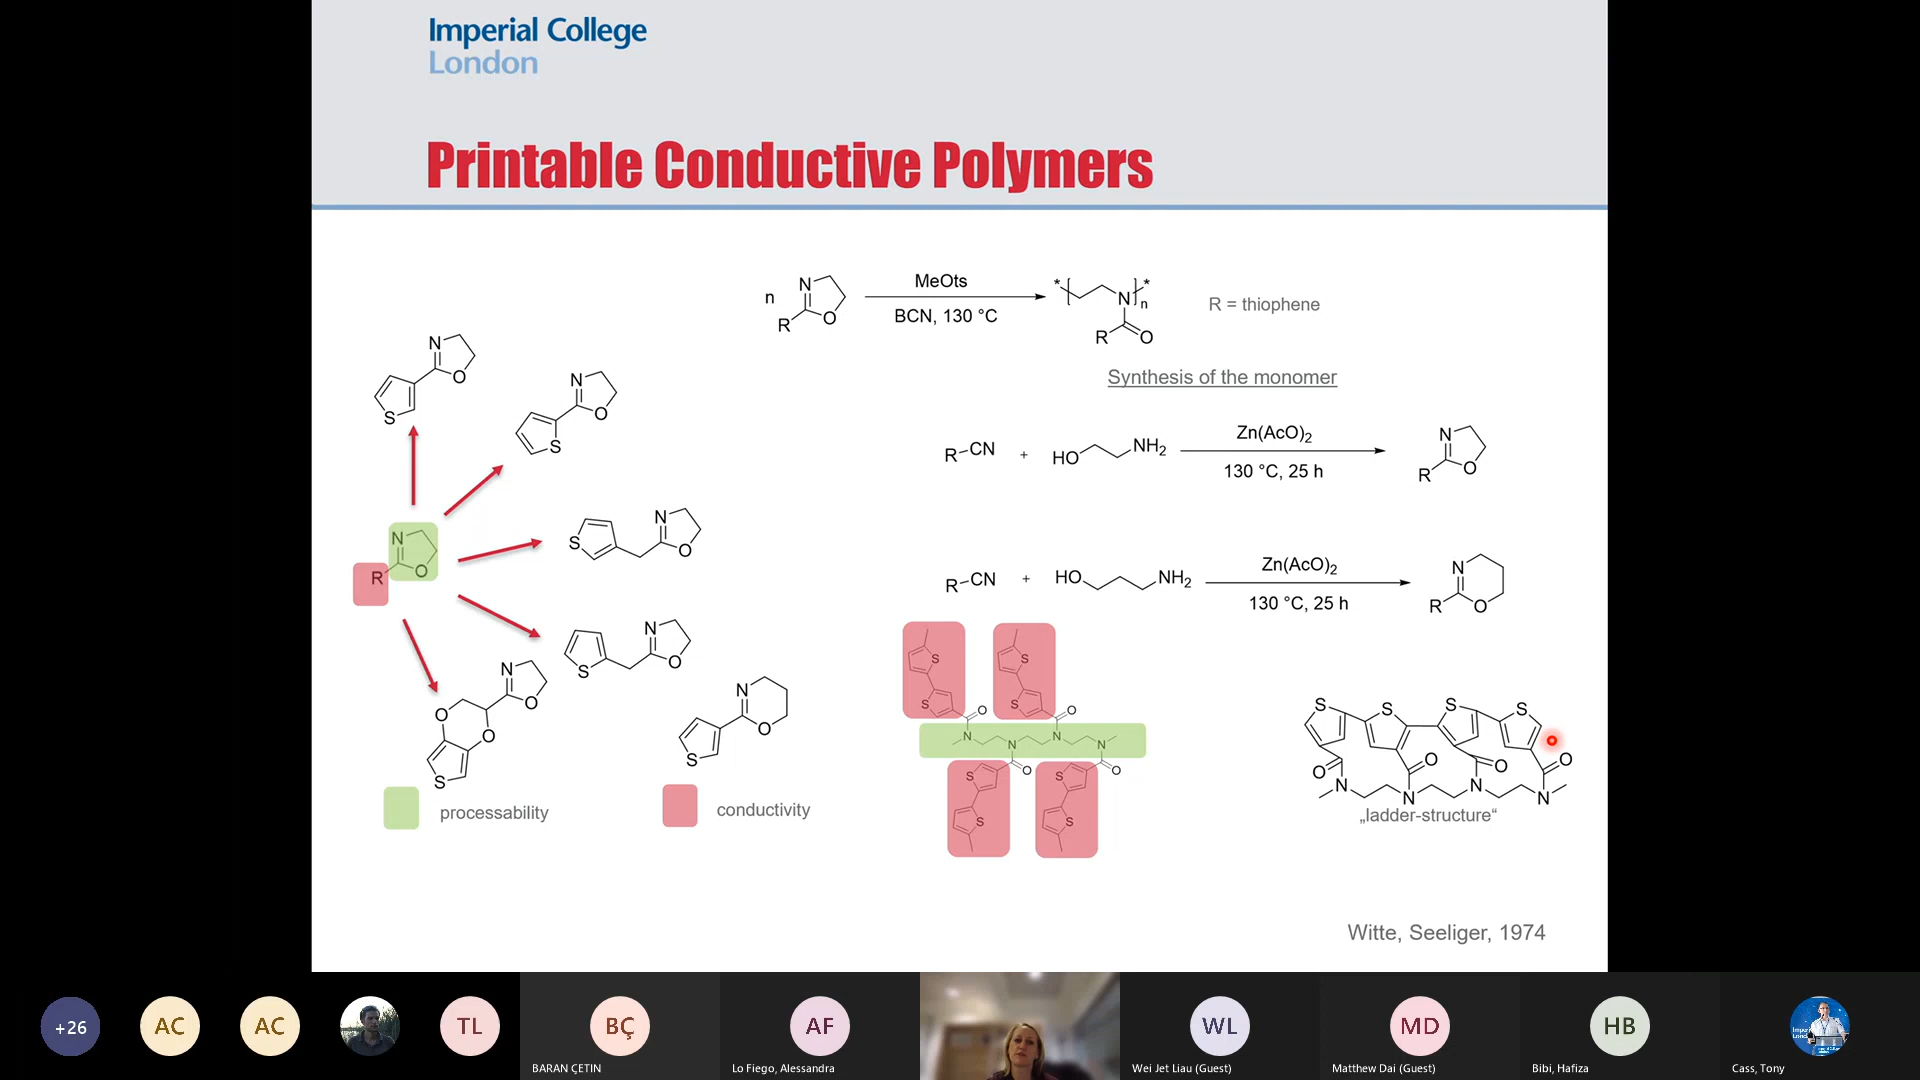 Imperial College
London
Printable Conductive Polymers
n
N
O
R
MeOts
BCN, 130 °C
*
*
N
n
R
O
R = thiophene
Synthesis of the monomer
N
O
S
N
O
S
R–CN + HO NH2
Zn(AcO)2
130 °C, 25 h
N
O
R
N
O
S
N
R
O
R–CN + HO NH2
Zn(AcO)2
130 °C, 25 h
N
R
O
N
O
S
N
O
O
O
S
N
O
S
S
S
S
S
O
O
N
N
N
N
O
O
S
S
S
S
S
S
S
S
O
O
O
O
N
N
N
N
„ladder-structure“
processability
conductivity
Witte, Seeliger, 1974
+26
AC
AC
TL
BÇ
AF
WL
MD
HB
BARAN ÇETIN
Lo Fiego, Alessandra
Wei Jet Liau (Guest)
Matthew Dai (Guest)
Bibi, Hafiza
Cass, Tony